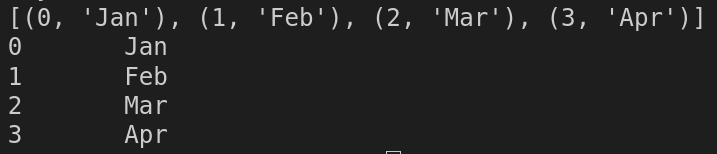 [(0, 'Jan'), (1, 'Feb'), (2, 'Mar'), (3, 'Apr')]
0       Jan
1       Feb
2       Mar
3       Apr